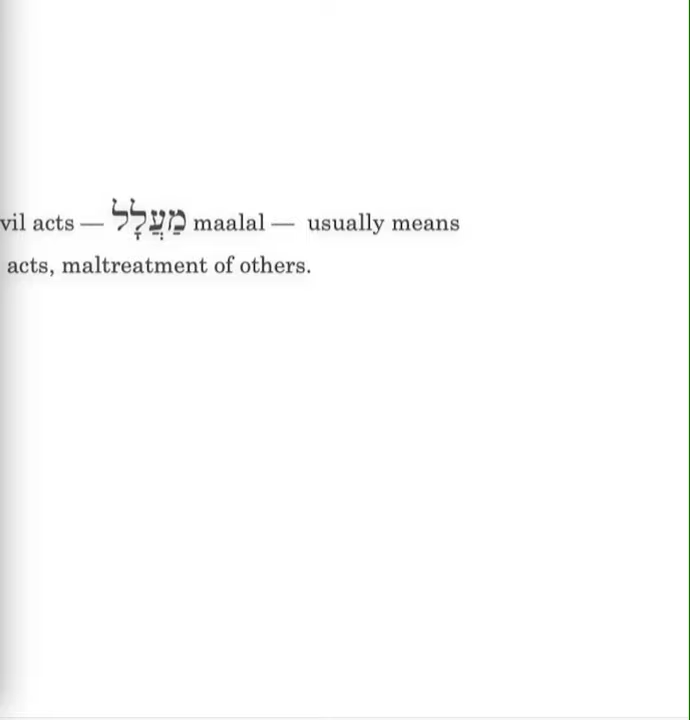 vil acts — מַעֲלָל maalal — usually means
acts, maltreatment of others.